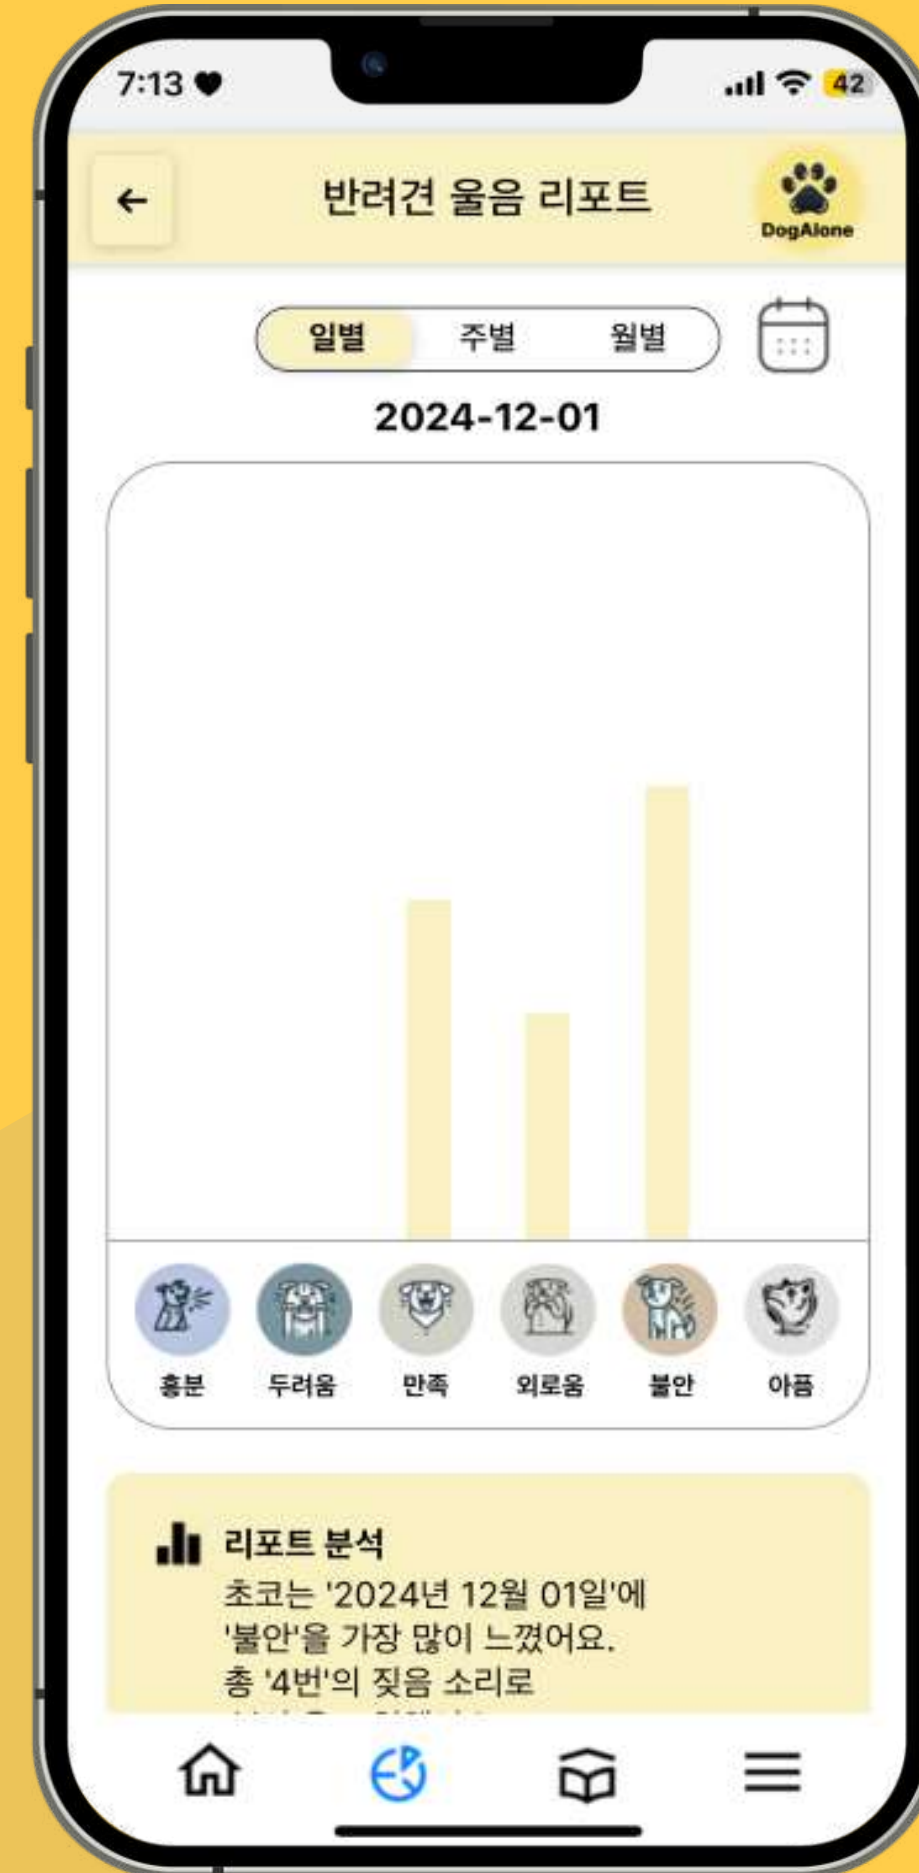 7:13
42
반려견 울음 리포트
DogAlone
일별 주별 월별
2024-12-01
흥분 두려움 만족 외로움 불안 아픔
리포트 분석
초코는 '2024년 12월 01일'에
'불안'을 가장 많이 느꼈어요.
총 '4번'의 짖음 소리로